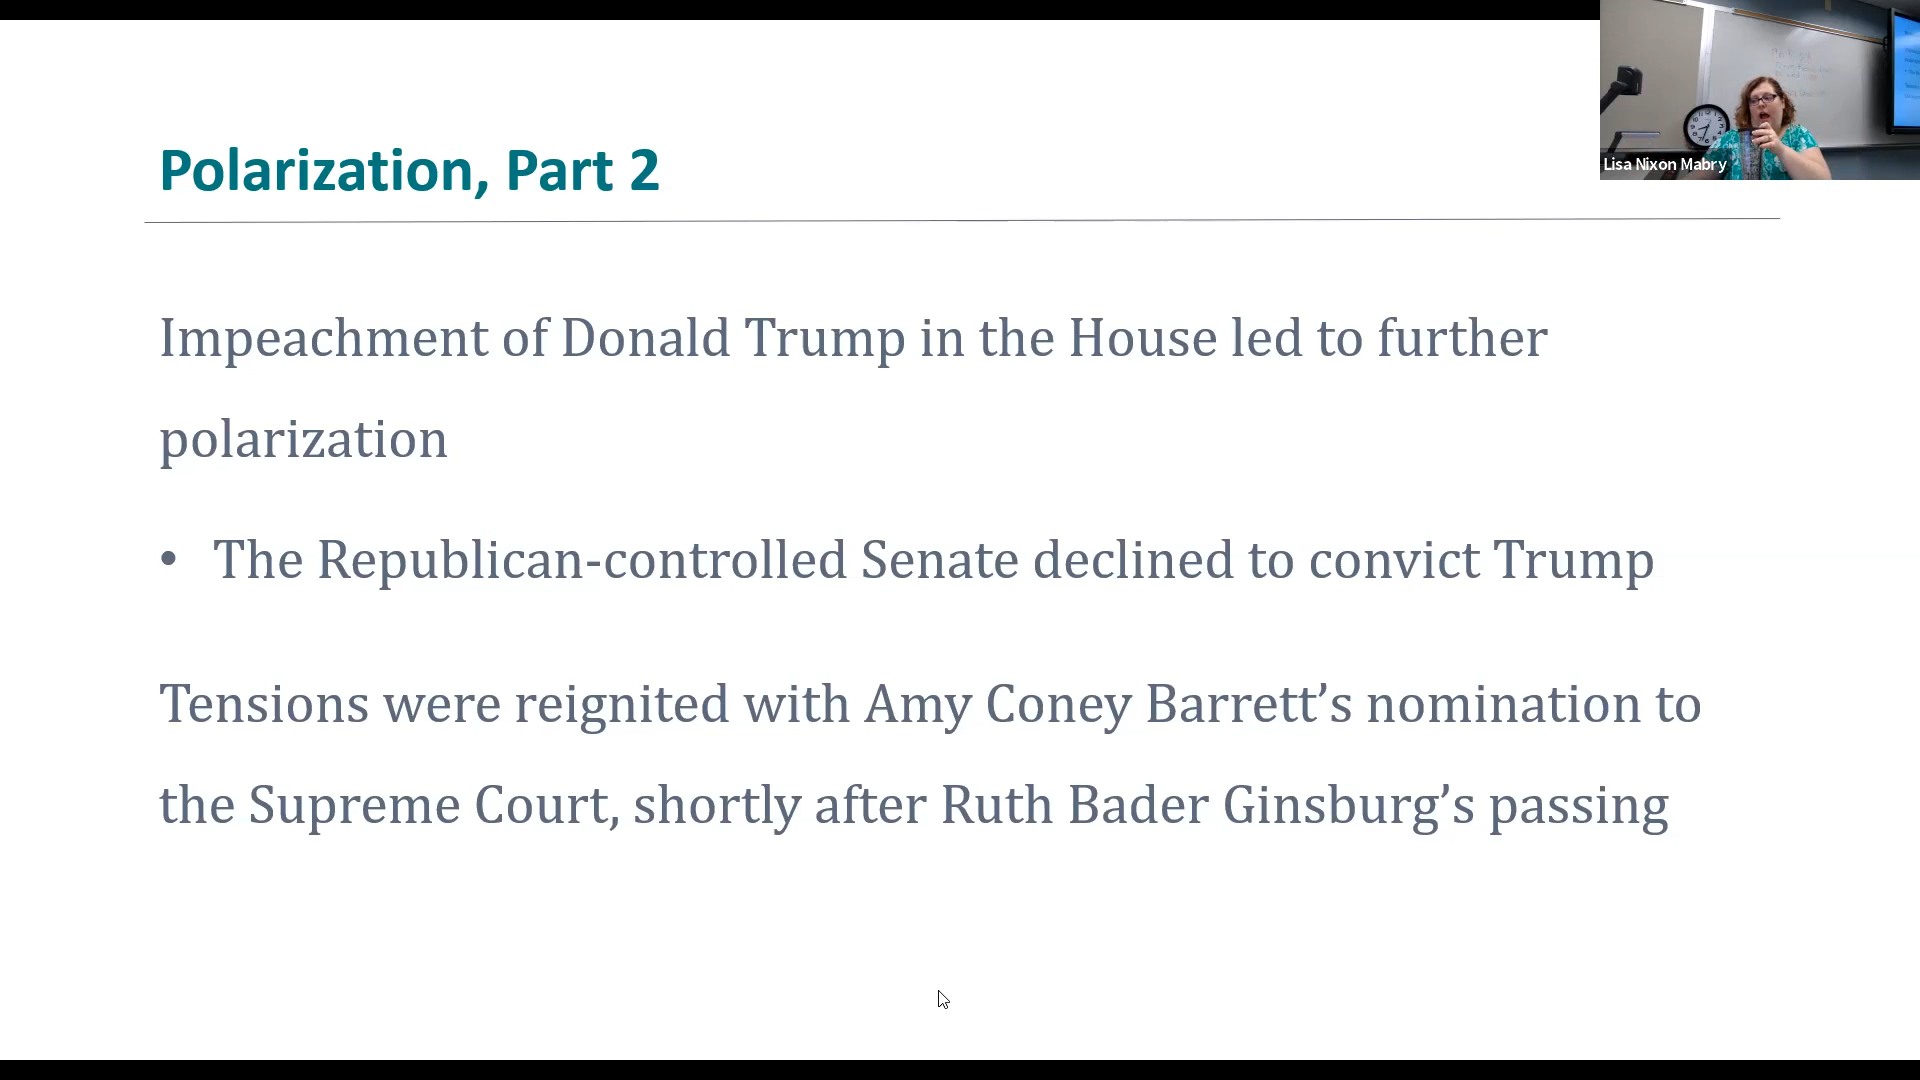 Polarization, Part 2
Impeachment of Donald Trump in the House led to further
polarization
• The Republican-controlled Senate declined to convict Trump
Tensions were reignited with Amy Coney Barrett’s nomination to
the Supreme Court, shortly after Ruth Bader Ginsburg’s passing
Lisa Nixon Mabry